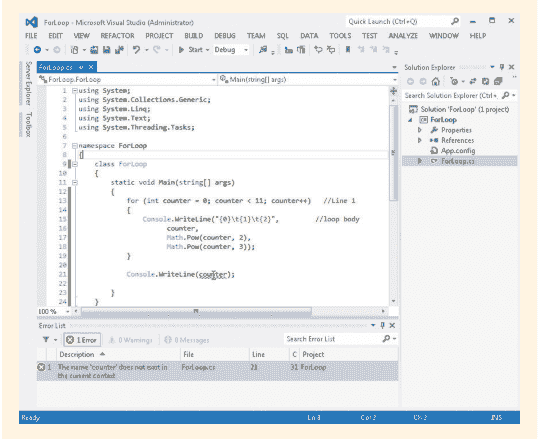 ForLoop - Microsoft Visual Studio (Administrator)
Quick Launch (Ctrl+Q)
FILE EDIT VIEW REFACTOR PROJECT BUILD DEBUG TEAM SQL DATA TOOLS TEST ANALYZE WINDOW HELP
Start Debug
Server Explorer
Toolbox
ForLoop.cs
ForLoop.ForLoop
Main(string[] args)
1 using System;
2 using System.Collections.Generic;
3 using System.Linq;
4 using System.Text;
5 using System.Threading.Tasks;
6
7 namespace ForLoop
8 {
9 class ForLoop
10 {
11 static void Main(string[] args)
12 {
13 for (int counter = 0; counter < 11; counter++) //Line 1
14 {
15 Console.WriteLine("{0}\t{1}\t{2}", //loop body
16 counter,
17 Math.Pow(counter, 2),
18 Math.Pow(counter, 3));
19 }
20
21 Console.WriteLine(counter);
22
23 }
24 }
100 %
Solution Explorer
Search Solution Explorer (Ctrl+
Solution 'ForLoop' (1 project)
ForLoop
Properties
References
App.config
ForLoop.cs
Error List
1 Error
0 Warnings
0 Messages
Search Error List
Description File Line C Project
1 The name 'counter' does not exist in the current context ForLoop.cs 21 31 ForLoop
Ready
Ln 8
Col 3
Ch 3
INS